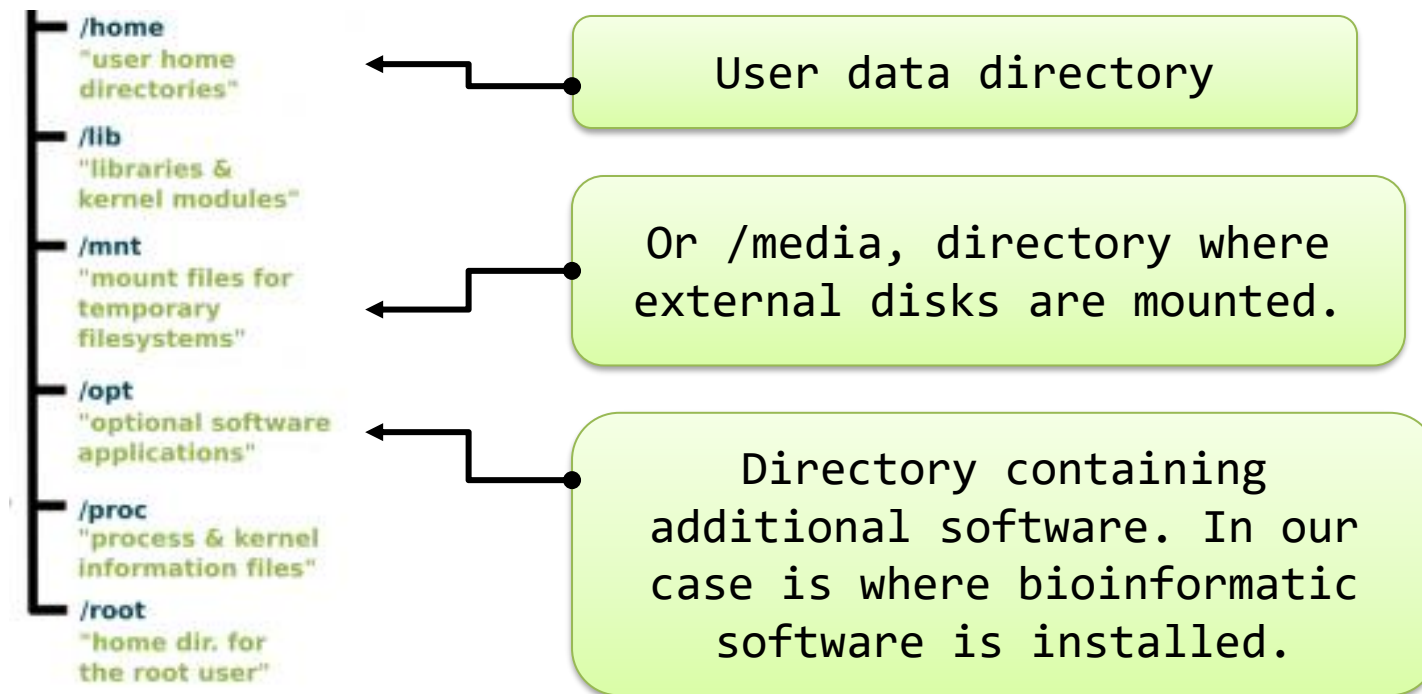 /home
"user home
directories"
User data directory
/lib
"libraries &
kernel modules"
/mnt
"mount files for
temporary
filesystems"
Or /media, directory where
external disks are mounted.
/opt
"optional software
applications"
Directory containing
additional software. In our
case is where bioinformatic
software is installed.
/proc
"process & kernel
information files"
/root
"home dir. for
the root user"